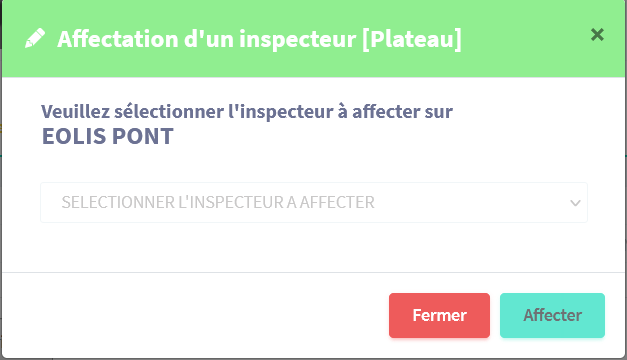 Affectation d'un inspecteur [Plateau]
×
Veuillez sélectionner l'inspecteur à affecter sur
EOLIS PONT
SELECTIONNER L'INSPECTEUR A AFFECTER
Fermer
Affecter